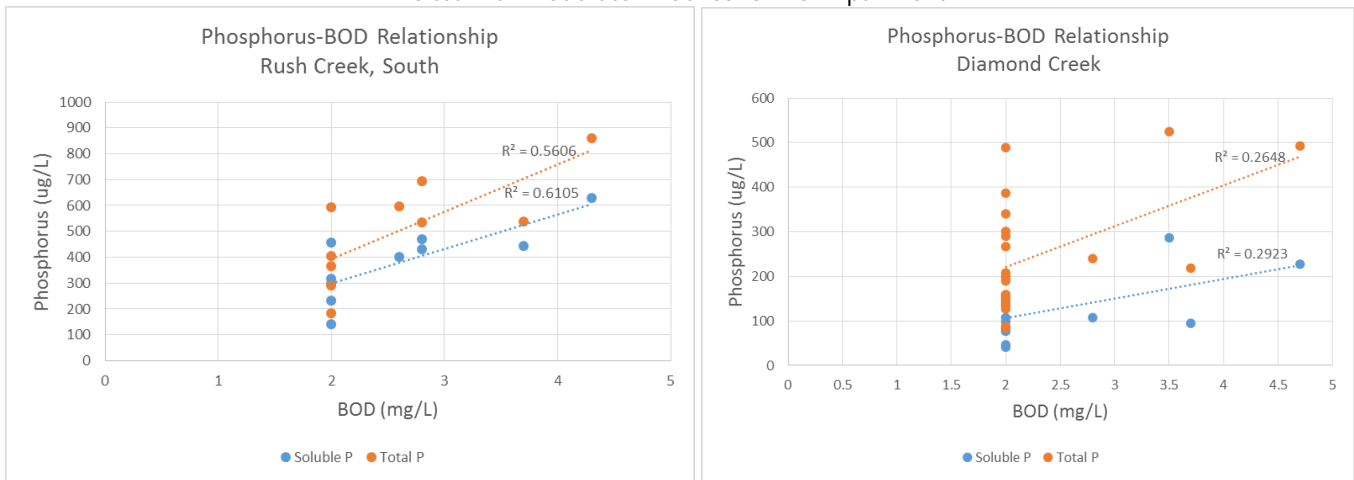 Phosphorus-BOD Relationship
Rush Creek, South
Phosphorus (ug/L)
1000
900
800
700
600
500
400
300
200
100
0
R² = 0.5606
R² = 0.6105
0
1
2
3
4
5
BOD (mg/L)
Soluble P
Total P
Phosphorus-BOD Relationship
Diamond Creek
Phosphorus (ug/L)
600
500
400
300
200
100
0
R² = 0.2648
R² = 0.2923
0
0.5
1
1.5
2
2.5
3
3.5
4
4.5
5
BOD (mg/L)
Soluble P
Total P